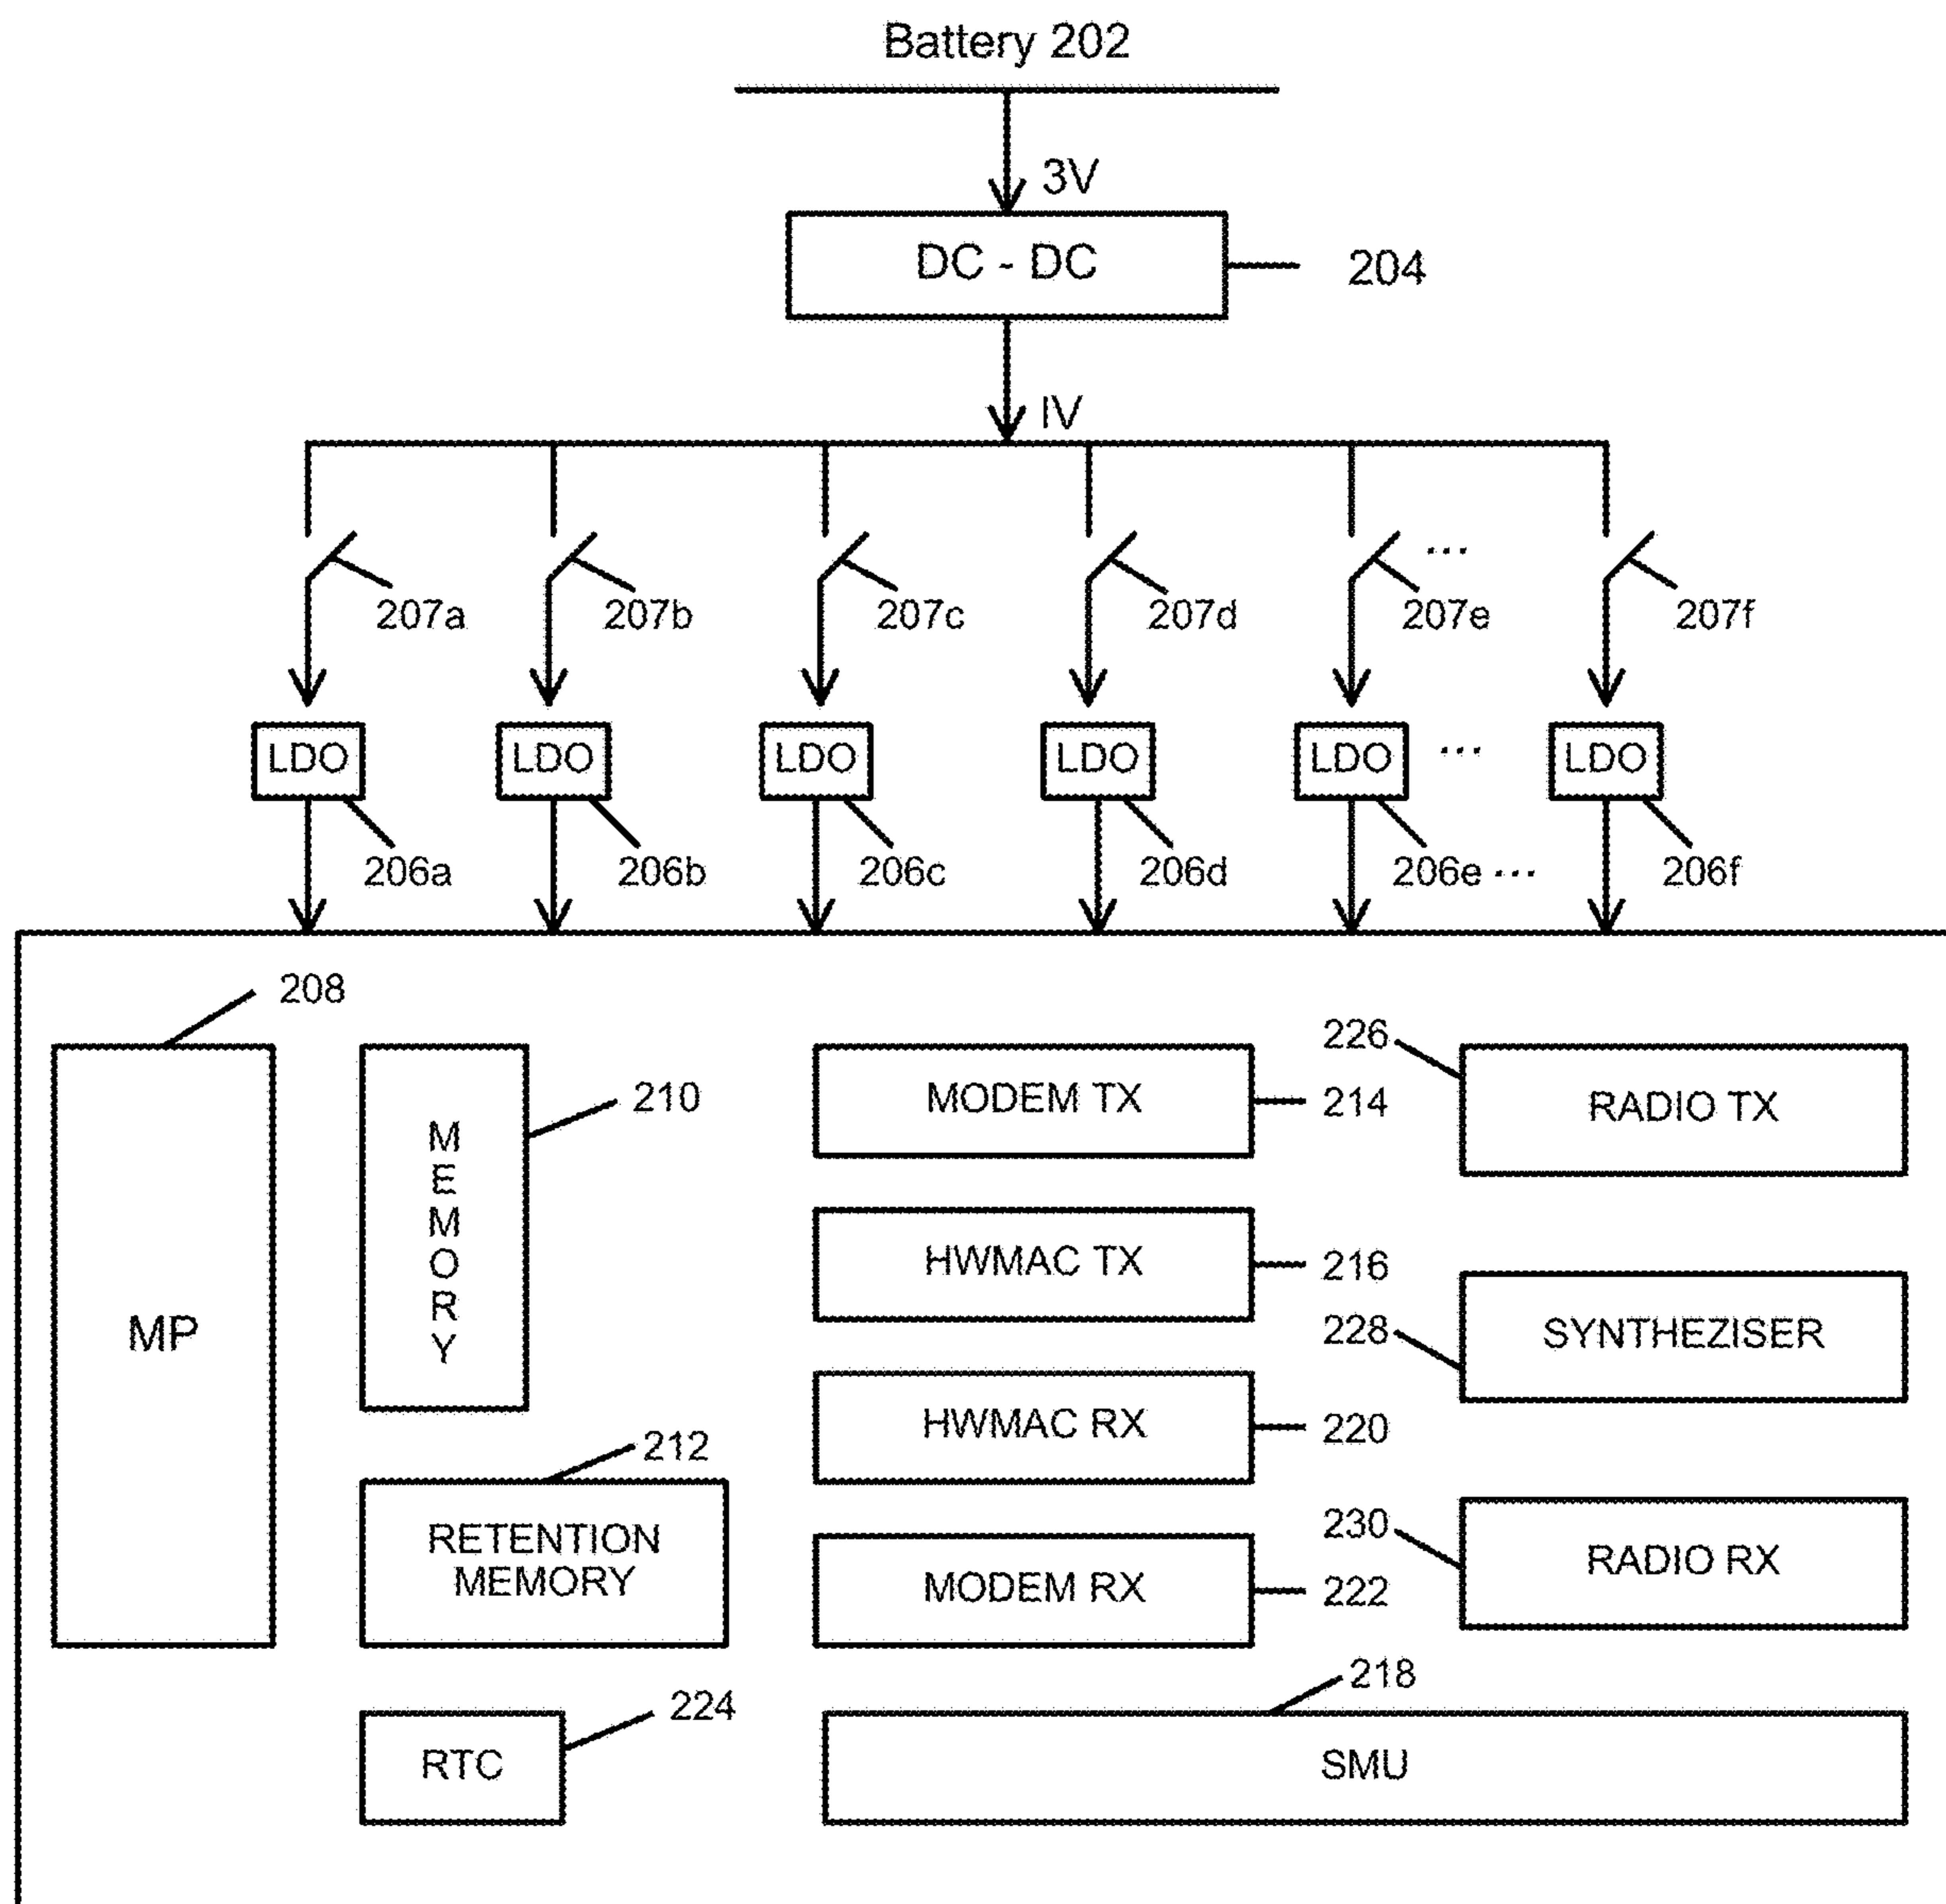 Battery 202
3V
DC - DC
204
IV
...
207a
207b
207c
207d
207e
207f
LDO
LDO
LDO
LDO
LDO
...
LDO
206a
206b
206c
206d
206e ...
206f
208
MP
210
M
E
M
O
R
Y
212
RETENTION
MEMORY
224
RTC
MODEM TX
214
HWMAC TX
216
HWMAC RX
220
MODEM RX
222
226
RADIO TX
228
SYNTHEZISER
230
RADIO RX
218
SMU